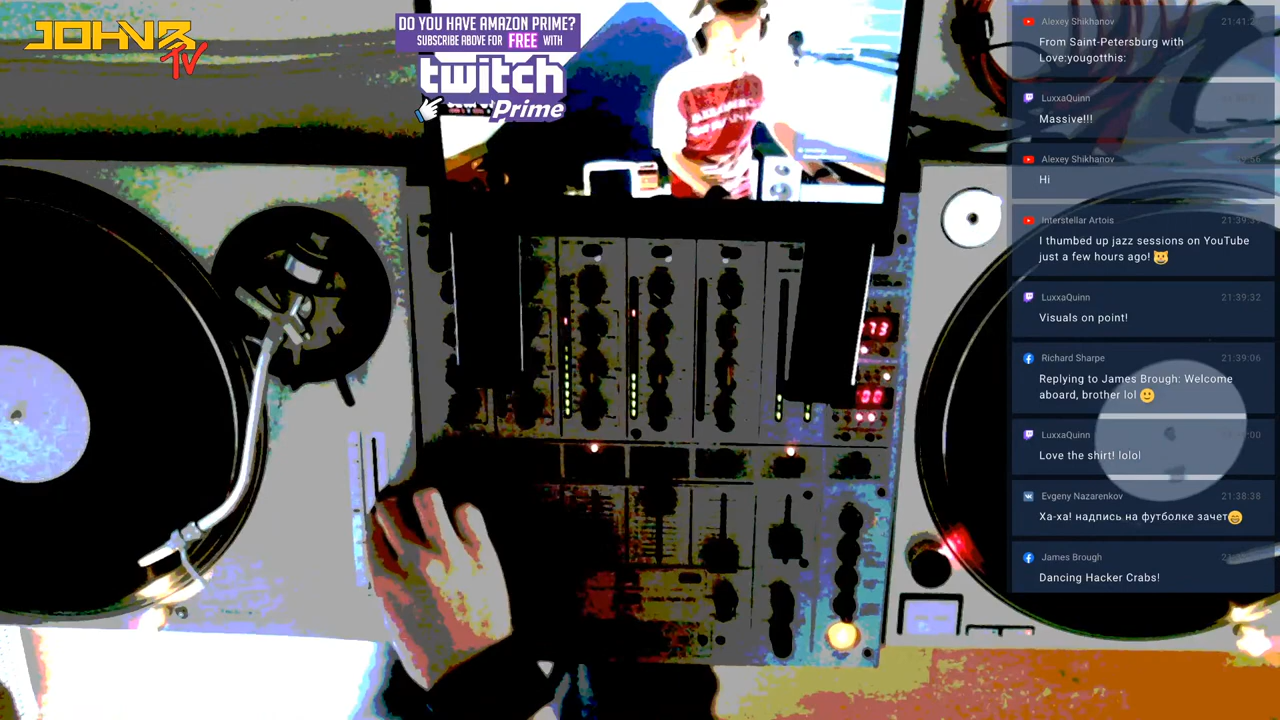 JOHN B
TV
DO YOU HAVE AMAZON PRIME?
SUBSCRIBE ABOVE FOR FREE WITH
twitch
Prime
Alexey Shikhanov
From Saint-Petersburg with
Love:yougotthis:
LuxxaQuinn
Massive!!!
Alexey Shikhanov
Hi
Interstellar Artois
I thumbed up jazz sessions on YouTube
just a few hours ago! 😺
LuxxaQuinn 21:39:32
Visuals on point!
Richard Sharpe 21:39:06
Replying to James Brough: Welcome
aboard, brother lol 🙂
LuxxaQuinn
Love the shirt! lolol
Evgeny Nazarenkov 21:38:38
Ха-ха! надпись на футболке зачет😄
James Brough
Dancing Hacker Crabs!
73
00